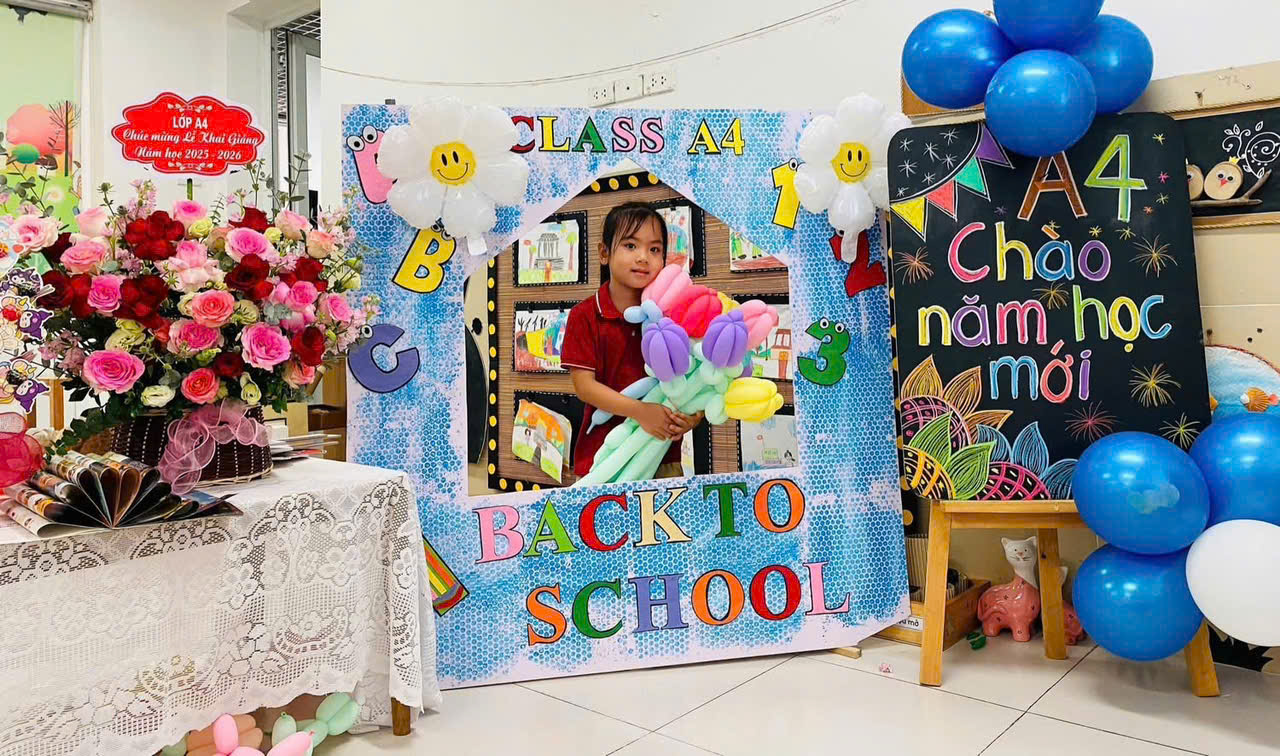 LỚP A4
Chúc mừng Lễ Khai Giảng
Năm học 2025 - 2026
CLASS A4
B
C
1
2
3
BACK TO
SCHOOL
A4
Chào
năm học
mới